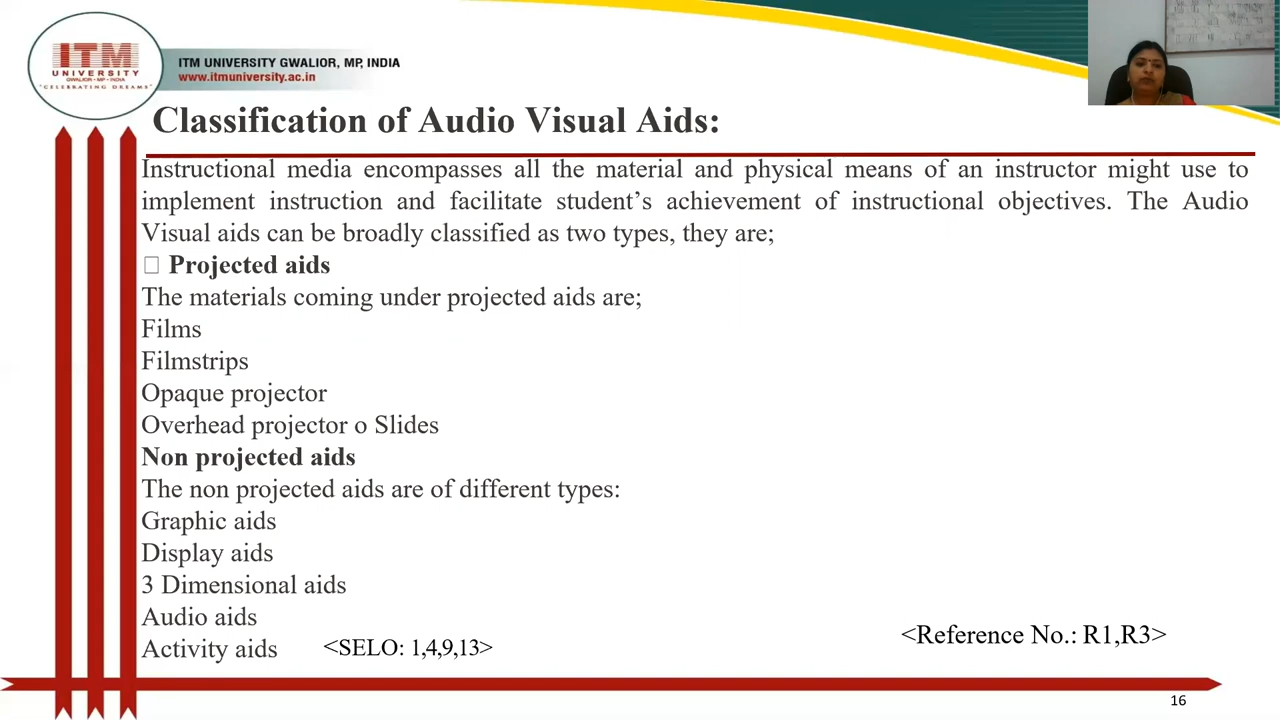 ITM
UNIVERSITY
GWALIOR • MP • INDIA
"CELEBRATING DREAMS"
ITM UNIVERSITY GWALIOR, MP, INDIA
www.itmuniversity.ac.in
Classification of Audio Visual Aids:
Instructional media encompasses all the material and physical means of an instructor might use to
implement instruction and facilitate student’s achievement of instructional objectives. The Audio
Visual aids can be broadly classified as two types, they are;
□ Projected aids
The materials coming under projected aids are;
Films
Filmstrips
Opaque projector
Overhead projector o Slides
Non projected aids
The non projected aids are of different types:
Graphic aids
Display aids
3 Dimensional aids
Audio aids
Activity aids <SELO: 1,4,9,13>
<Reference No.: R1,R3>
16